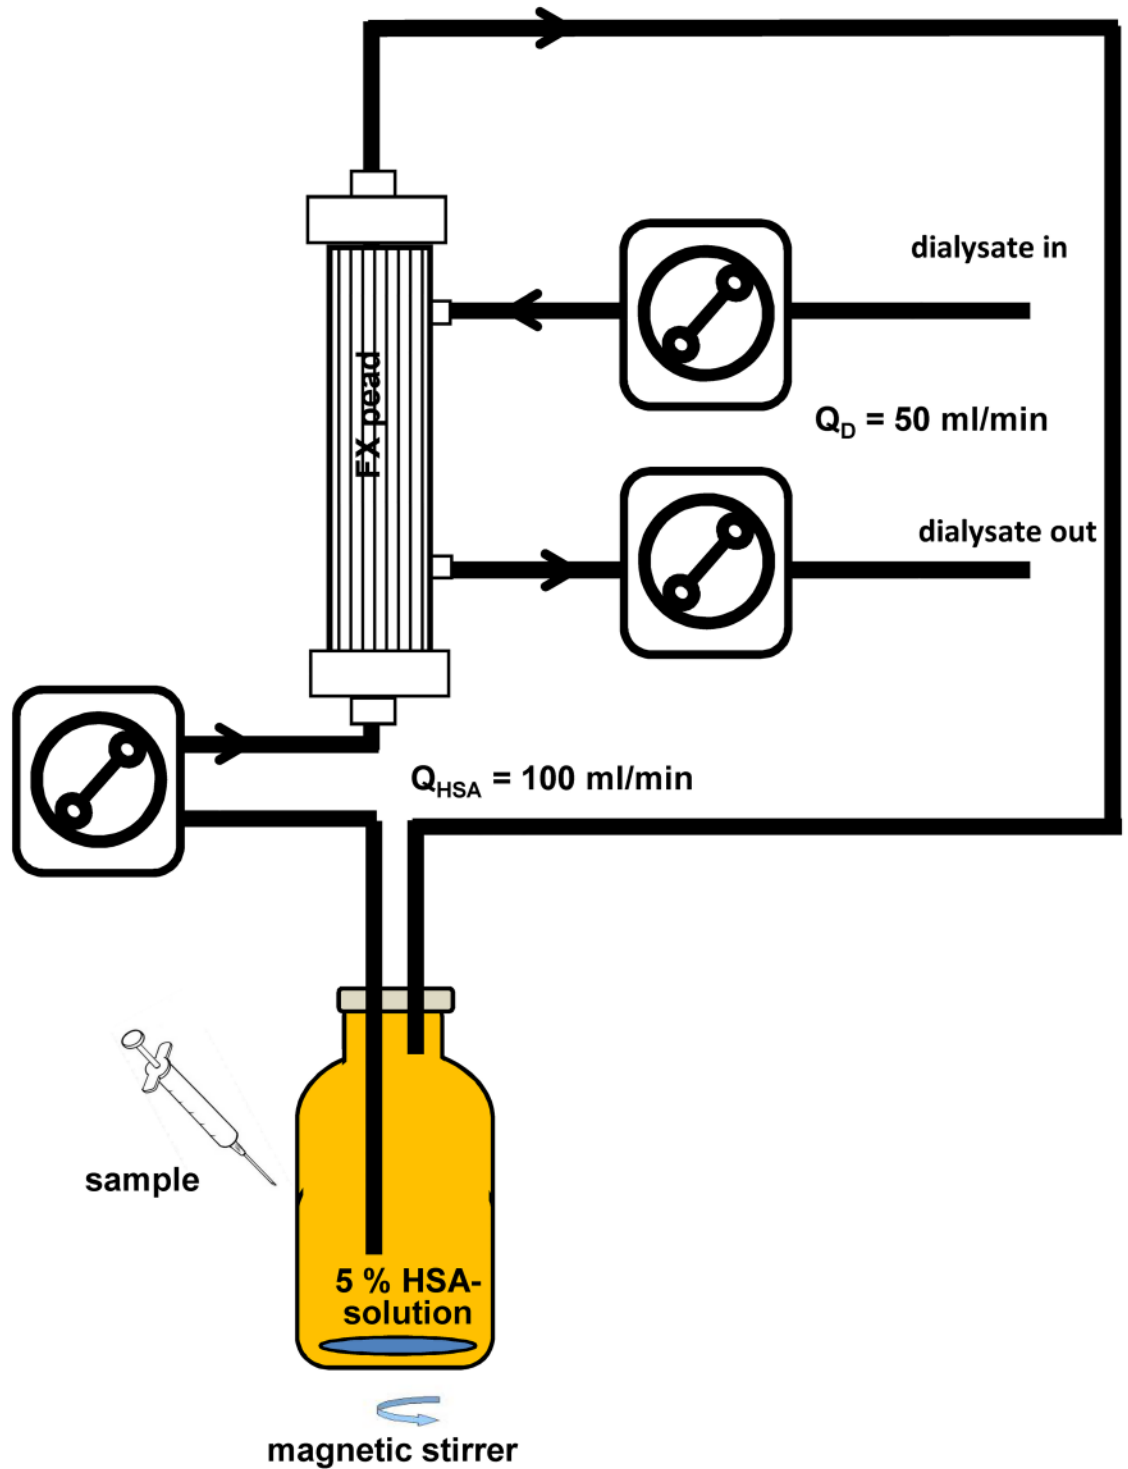 dialysate in
FX pead
Q_D = 50 ml/min
dialysate out
Q_HSA = 100 ml/min
sample
5 % HSA-
solution
magnetic stirrer